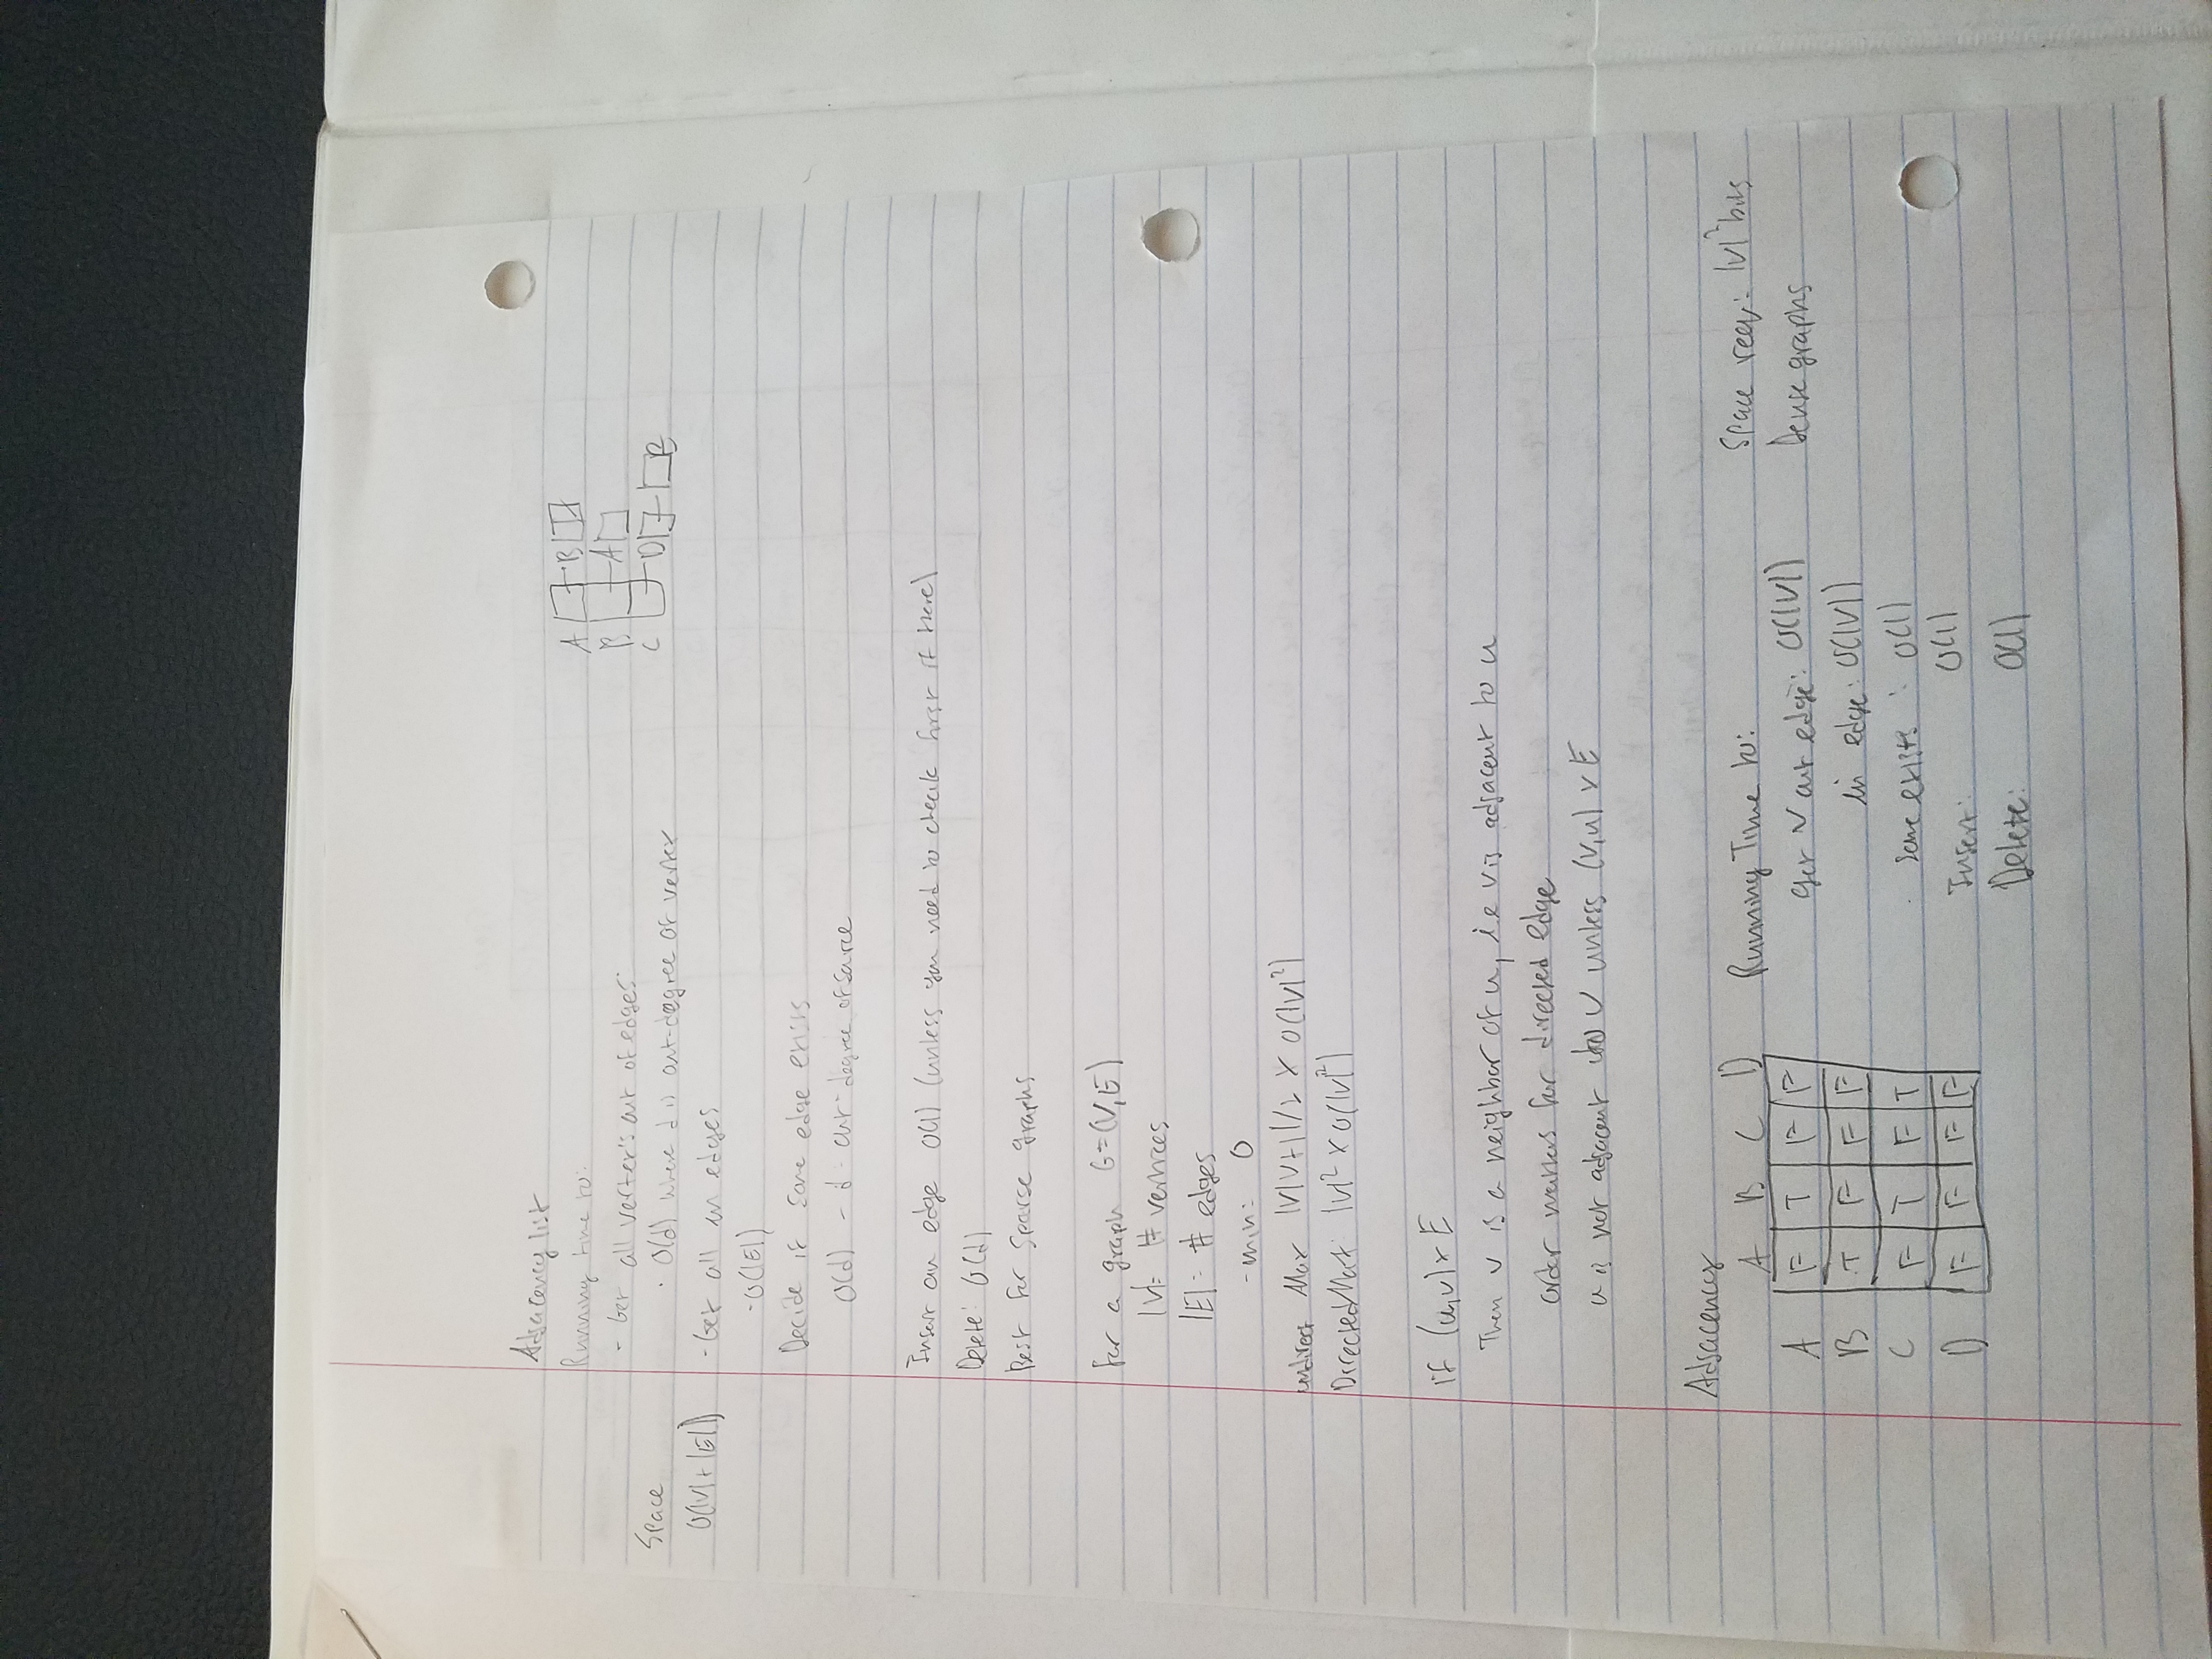 Adjacency list
Running time to:
- Get all vertex's out of edges
· O(d) where d is out-degree of vertex
Space
O(|V|+|E|)
- Get all in edges
- O(|E|)
Decide if some edge exists
O(d) - d - out-degree of source
A B
B A
C D B
Insert an edge O(1) (unless you need to check first if there)
Delete: O(d)
Best for sparse graphs
For a graph G=(V,E)
|V|= # vertices
|E|= # edges
- min: 0
undirect Max |V|V+1|/2 x O(|V|²)
Directed Max: |V|² x O(|V|²)
if (u,v) x E
Then v is a neighbor of u, i.e v is adjacent to u
order matters for directed edge
u is not adjacent to v unless (v,u) x E
Adjacency
A B C D
A F T F F
B T F F F
C F T F T
D F F F F
Running Time to:
get v out edge: O(|V|)
in edge: O(|V|)
some exists: O(1)
Insert: O(1)
Delete: O(1)
Space req: |V|² bits
Dense graphs